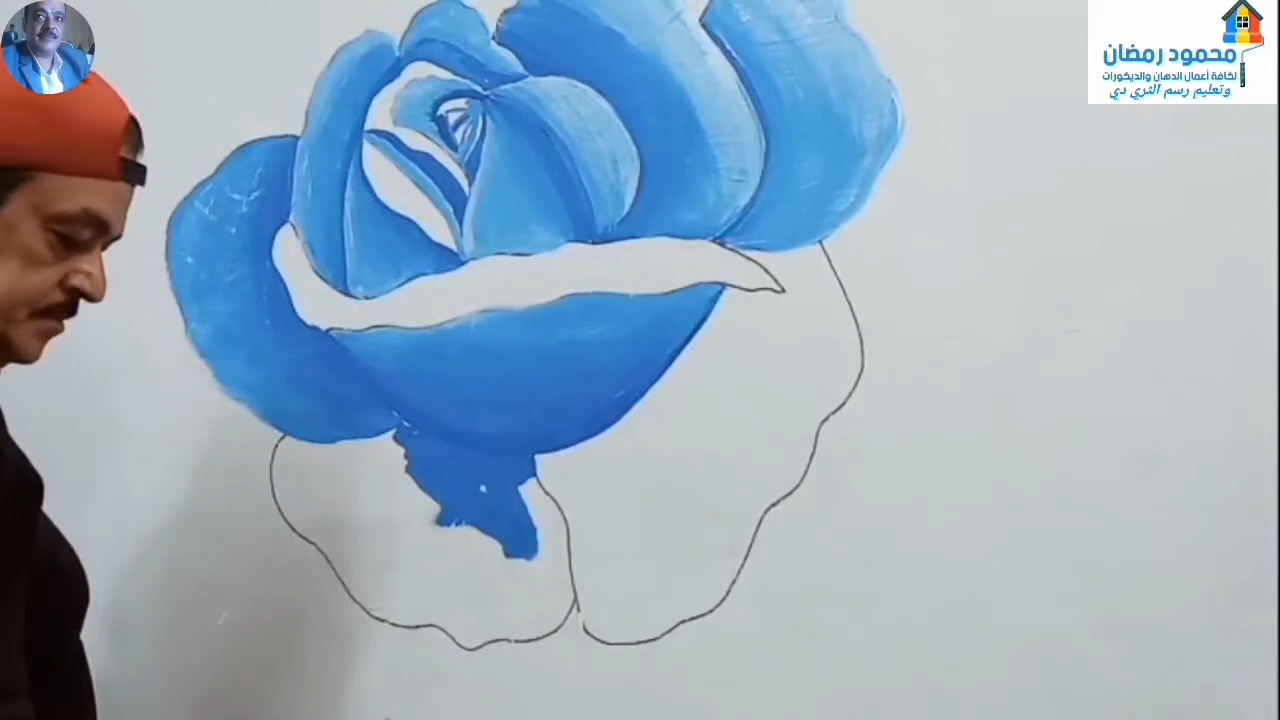 محمود رمضان
لكافة أعمال الدهان والديكورات
وتعليم رسم الثري دي